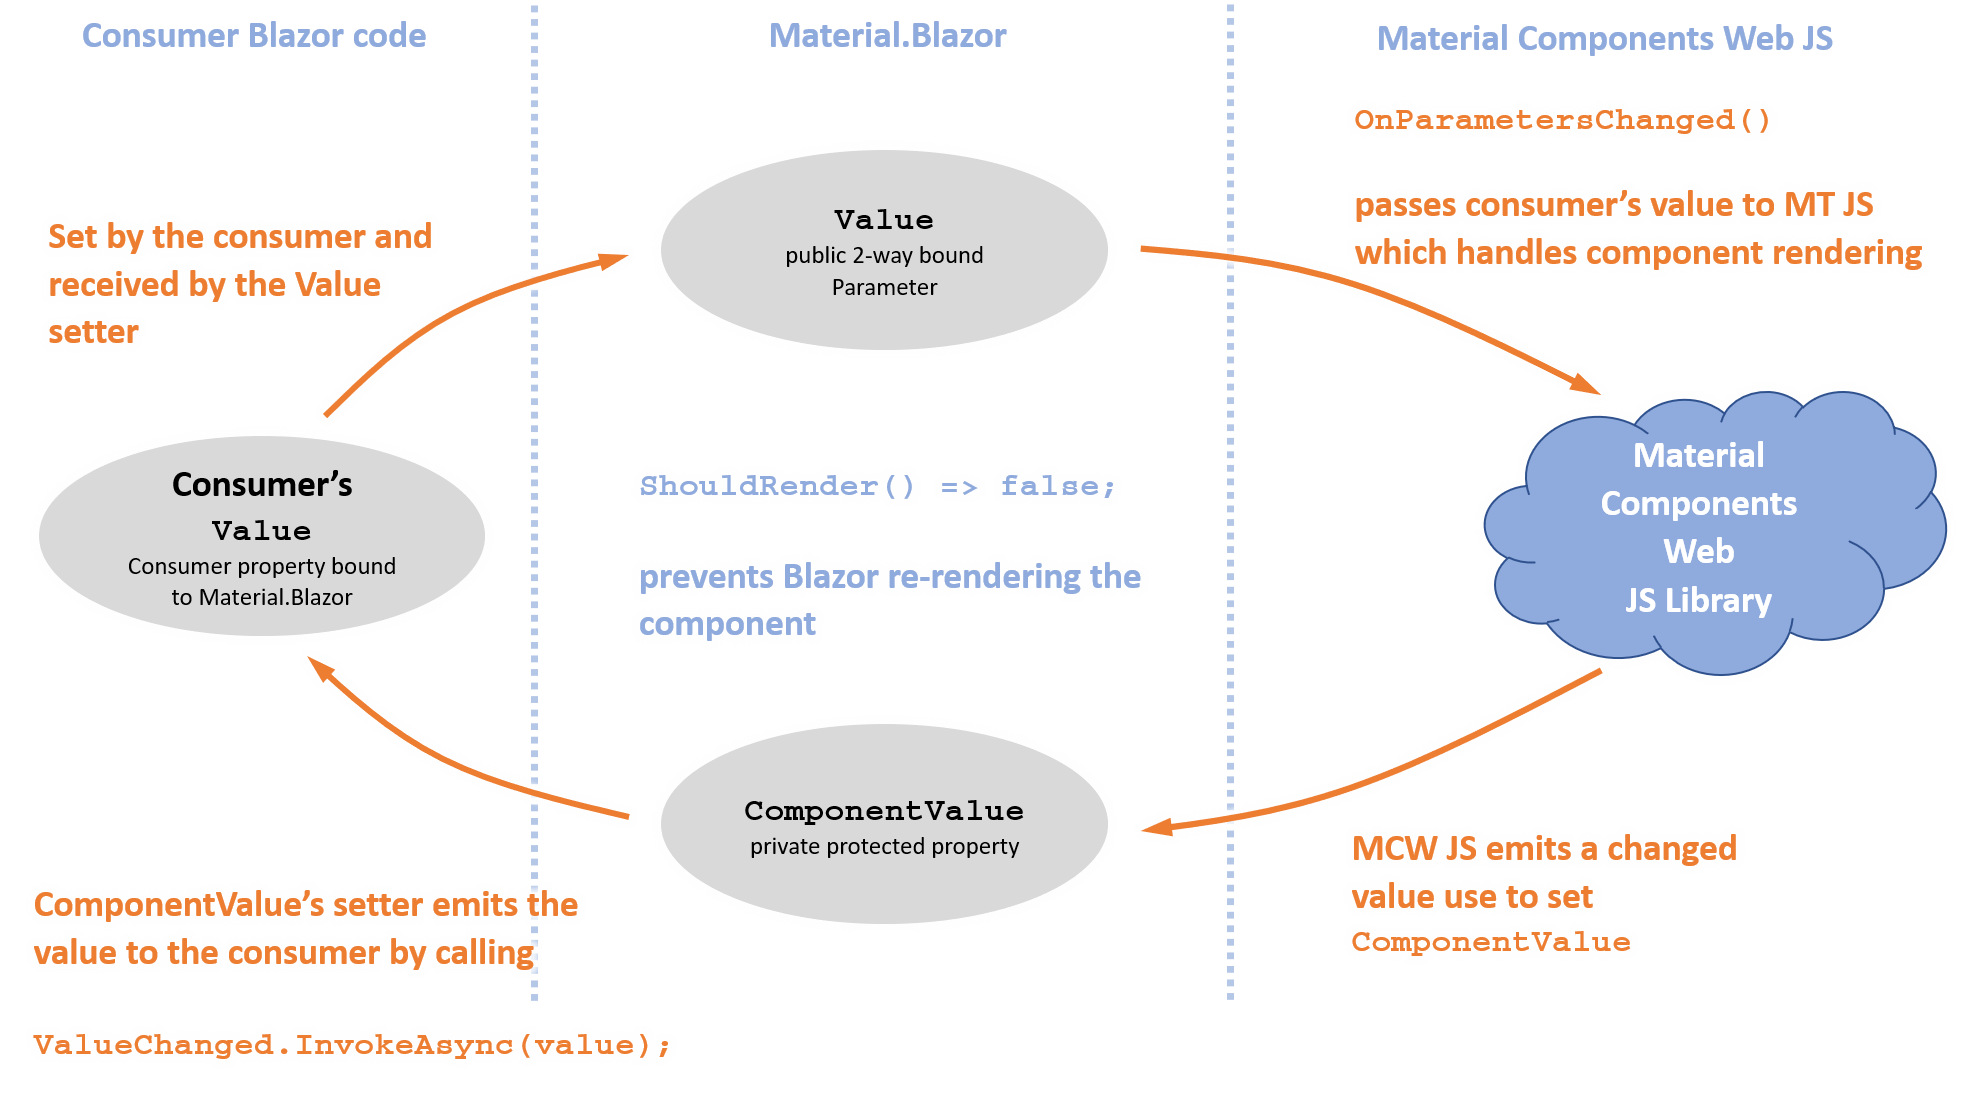 Consumer Blazor code
Material.Blazor
Material Components Web JS
OnParametersChanged()
passes consumer’s value to MT JS
which handles component rendering
Set by the consumer and
received by the Value
setter
Value
public 2-way bound
Parameter
Consumer’s
Value
Consumer property bound
to Material.Blazor
ShouldRender() => false;
prevents Blazor re-rendering the
component
Material
Components
Web
JS Library
ComponentValue
private protected property
MCW JS emits a changed
value use to set
ComponentValue
ComponentValue’s setter emits the
value to the consumer by calling
ValueChanged.InvokeAsync(value);